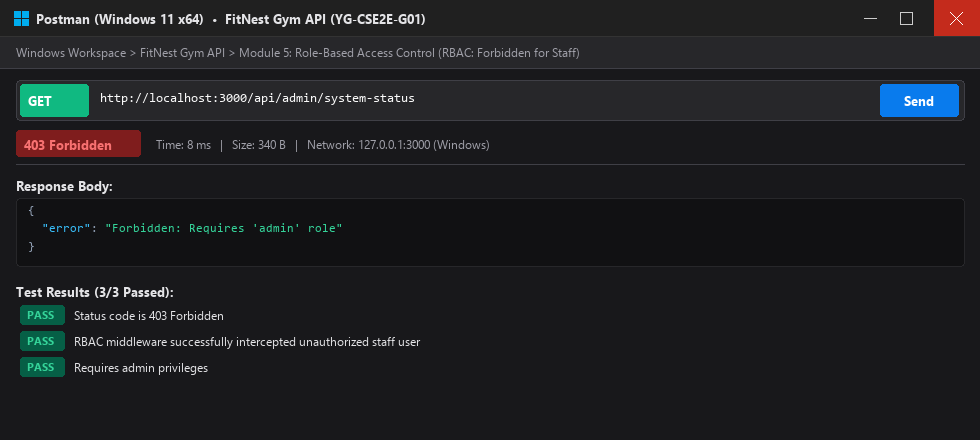 Postman (Windows 11 x64)  •  FitNest Gym API (YG-CSE2E-G01)
Windows Workspace > FitNest Gym API > Module 5: Role-Based Access Control (RBAC: Forbidden for Staff)
GET http://localhost:3000/api/admin/system-status Send
403 Forbidden Time: 8 ms | Size: 340 B | Network: 127.0.0.1:3000 (Windows)
Response Body:
{
"error": "Forbidden: Requires 'admin' role"
}
Test Results (3/3 Passed):
PASS Status code is 403 Forbidden
PASS RBAC middleware successfully intercepted unauthorized staff user
PASS Requires admin privileges